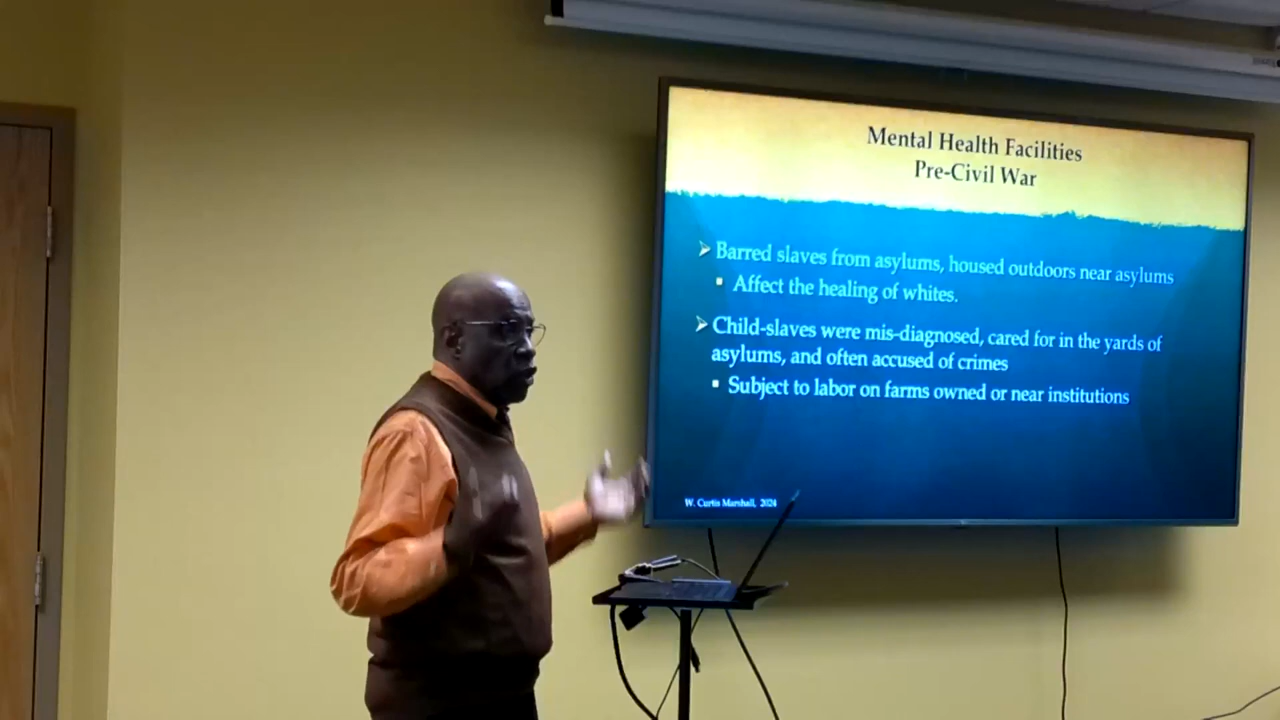 Mental Health Facilities
Pre-Civil War
Barred slaves from asylums, housed outdoors near asylums
Affect the healing of whites.
Child-slaves were mis-diagnosed, cared for in the yards of
asylums, and often accused of crimes
Subject to labor on farms owned or near institutions
W. Curtis Marshall, 2024